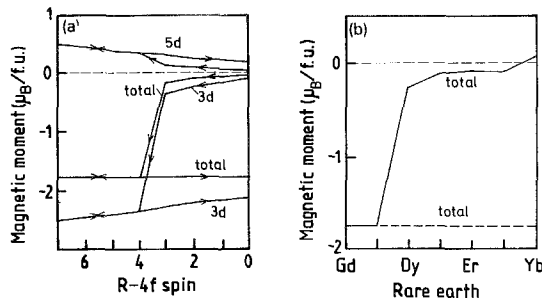 (a)
5d
total
3d
total
3d
0
-1
-2
Magnetic moment (μB/f.u.)
6 4 2 0
R-4f spin
(b)
total
total
0
-1
-2
Magnetic moment (μB/f.u.)
Gd Dy Er Yb
Rare earth